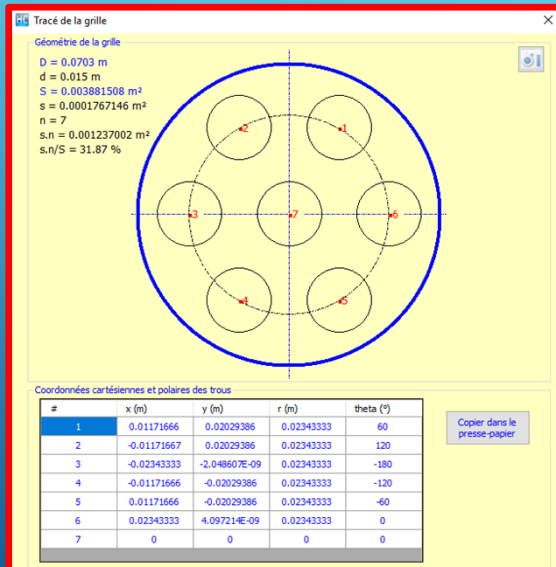 HC Tracé de la grille
Géométrie de la grille
D = 0.0703 m
d = 0.015 m
S = 0.003881508 m²
s = 0.0001767146 m²
n = 7
s.n = 0.001237002 m²
s.n/S = 31.87 %
2 1
3 7 6
4 5
Coordonnées cartésiennes et polaires des trous
# x (m) y (m) r (m) theta (°)
1 0.01171666 0.02029386 0.02343333 60
2 -0.01171667 0.02029386 0.02343333 120
3 -0.02343333 -2.048607E-09 0.02343333 -180
4 -0.01171666 -0.02029386 0.02343333 -120
5 0.01171666 -0.02029386 0.02343333 -60
6 0.02343333 4.097214E-09 0.02343333 0
7 0 0 0 0
Copier dans le
presse-papier